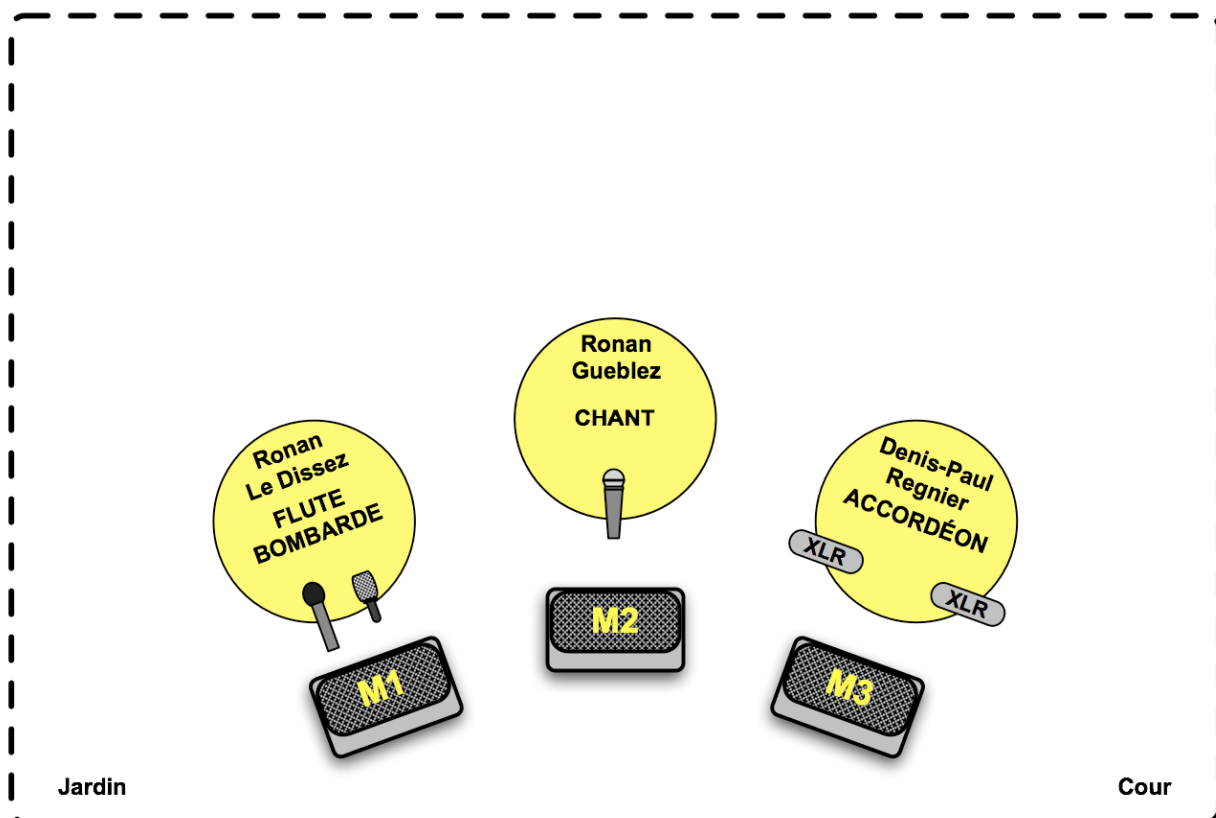 Ronan
Gueblez
CHANT
Ronan
Le Dissez
FLUTE
BOMBARDE
Denis-Paul
Regnier
ACCORDÉON
XLR
XLR
M1
M2
M3
Jardin
Cour